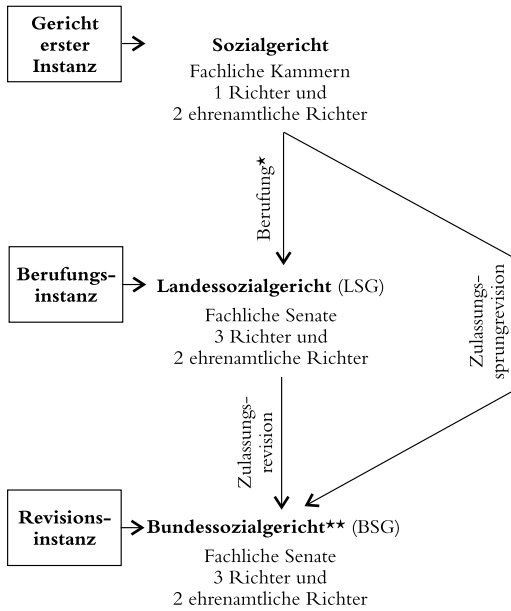 Gericht
erster
Instanz
Sozialgericht
Fachliche Kammern
1 Richter und
2 ehrenamtliche Richter
Berufung★
Zulassungs-
sprungrevision
Berufungs-
instanz
Landessozialgericht (LSG)
Fachliche Senate
3 Richter und
2 ehrenamtliche Richter
Zulassungs-
revision
Revisions-
instanz
Bundessozialgericht★★ (BSG)
Fachliche Senate
3 Richter und
2 ehrenamtliche Richter